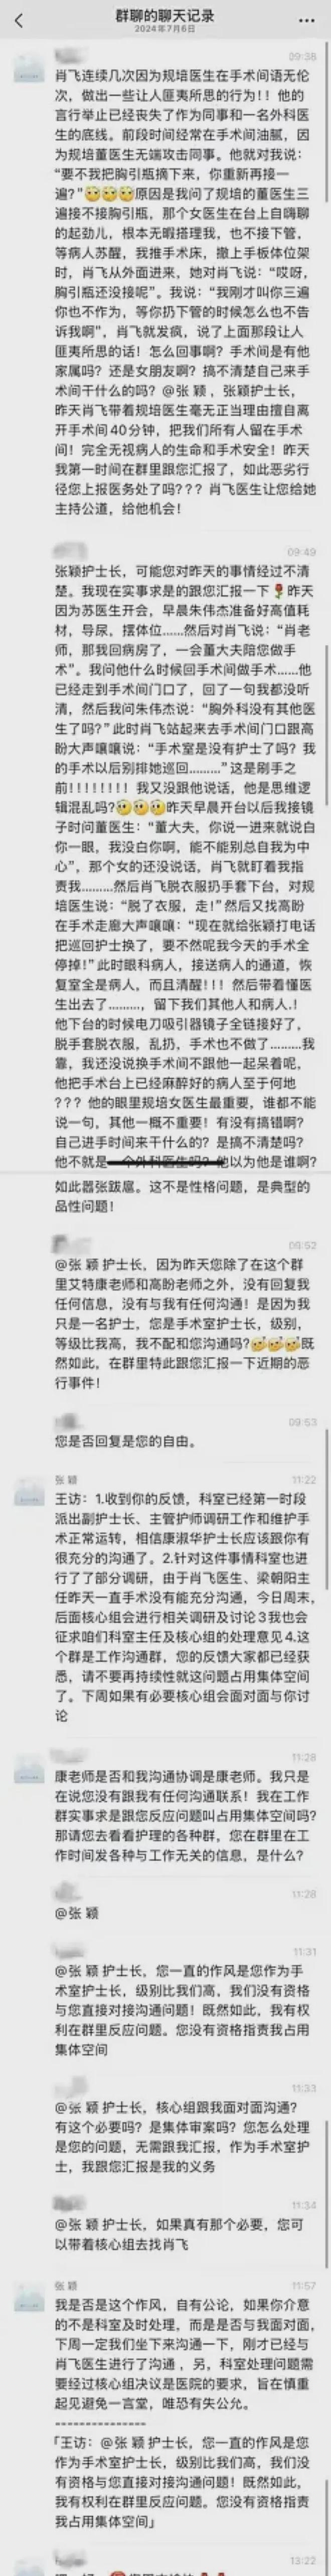 群聊的聊天记录
2024年7月6日
09:38
肖飞连续几次因为规培医生在手术间语无伦
次，做出一些让人匪夷所思的行为!！他的
言行举止已经丧失了作为同事和一名外科医
生的底线。前段时间经常在手术间油腻，因
为规培董医生无端攻击同事。他就对我说：
“要不我把胸引瓶摘下来，你重新再接一
遍？”🙄🙄🙄原因是我问了规培的董医生三
遍接不接胸引瓶，那个女医生在台上自嗨聊
的起劲儿，根本无暇搭理我，也不接下管，
等病人苏醒，我推手术床，撤上手板体位架
时，肖飞从外面进来，她对肖飞说：“哎呀，
胸引瓶还没接呢”。我说：“我刚才叫你三遍
你也不作为，等你扔下管的时候怎么也不告
诉我啊”，肖飞就发疯，说了上面那段让人
匪夷所思的话！怎么回事啊？手术间是有他
家属吗？还是女朋友啊？搞不清楚自己来手
术间干什么的吗？@张 颖，张颖护士长，
昨天肖飞带着规培医生毫无正当理由擅自离
开手术间40分钟，把我们所有人留在手术
间！完全无视病人的生命和手术安全！昨天
我第一时间在群里跟您汇报了，如此恶劣行
径您上报医务处了吗？？？肖飞医生让您给她
主持公道，给他机会！
09:49
张颖护士长，可能您对昨天的事情经过不清
楚。我现在实事求是的跟您汇报一下🌹昨天
因为苏医生开会，早晨朱伟杰准备好高值耗
材，导尿，摆体位……然后对肖飞说：“肖老
师，那我回病房了，一会董大夫陪您做手
术”。我问他什么时候回手术间做手术……他
已经走到手术间门口了，回了一句我都没听
清，然后我问朱伟杰说：“胸外科没有其他医
生了吗？”此时肖飞站起来去手术间门口跟高
盼大声嚷嚷说：“手术室是没有护士了吗？我
的手术以后别排她巡回………”这是刷手之
前!！！！！！！！我又没跟他说话，他是思维逻
辑混乱吗？🙄🙄🙄昨天早晨开台以后我接镜
子时问董医生：“董大夫，你说一进来就说白
你一眼，我没白你啊，能不能别总自我为中
心”，那个女的还没说话，肖飞就盯着我指
责我………然后肖飞脱衣服扔手套下台，对规
培医生说：“脱了衣服，走！”然后又找高盼
在手术走廊大声嚷嚷：“现在就给张颖打电话
把巡回护士换了，要不然呢我今天的手术全
停掉！”此时眼科病人，接送病人的通道，恢
复室全是病人，而且清醒！！！然后带着懂医
生出去了………，留下我们其他人和病人.！
他下台的时候电刀吸引器镜子全链接好了，
脱手套脱衣服，乱扔，手术也不做了………我
靠，我还没说换手术间不跟他一起呆着呢，
他把手术台上已经麻醉好的病人至于何地
？？？他的眼里规培女医生最重要，谁都不能
说一句，其他一概不重要！有没有搞错啊？
自己进手时间来干什么的？是搞不清楚吗？
他不就是一个外科医生吗？他以为他是谁啊？
如此嚣张跋扈。这不是性格问题，是典型的
品性问题！
09:52
@张 颖 护士长，因为昨天您除了在这个群
里艾特康老师和高盼老师之外，没有回复我
任何信息，没有与我有任何沟通！是因为我
只是一名护士，您是手术室护士长，级别，
等级比我高，我不配和您沟通吗？🤔🤔🤔既
然如此，在群里特此跟您汇报一下近期的恶
行事件！
09:53
您是否回复是您的自由。
张 颖
11:22
王访：1.收到你的反馈，科室已经第一时段
派出副护士长、主管护师调研工作和维护手
术正常运转，相信康淑华护士长应该跟你有
很充分的沟通了。2.针对这件事情科室也进
行了了部分调研，由于肖飞医生、梁朝阳主
任昨天一直手术没有能充分沟通，今日周末，
后面核心组会进行相关调研及讨论3我也会
征求咱们科室主任及核心组的处理意见4.这
个群是工作沟通群，您的反馈大家都已经获
悉，请不要再持续性就这问题占用集体空间
了。下周如果有必要核心组会面对面与你讨
论
11:28
康老师是否和我沟通协调是康老师。我只是
在说您没有跟我有任何沟通联系！我在工作
群实事求是跟您反应问题叫占用集体空间吗？
那请您去看看护理的各种群，您在群里在工
作时间发各种与工作无关的信息，是什么？
11:28
@张 颖
11:31
@张 颖 护士长，您一直的作风是您作为手
术室护士长，级别比我们高，我们没有资格
与您直接对接沟通问题！既然如此，我有权
利在群里反应问题。您没有资格指责我占用
集体空间
11:33
@张 颖 护士长，核心组跟我面对面沟通？
有这个必要吗？是集体审案吗？您怎么处理
是您的问题，无需跟我汇报，作为手术室护
士，我跟您汇报是我的义务
11:34
@张 颖 护士长，如果真有那个必要，您可
以带着核心组去找肖飞
张 颖
11:57
我是否是这个作风，自有公论，如果你介意
的不是科室及时处理，而是是否与我面对面，
下周一定我们坐下来沟通一下，刚才已经与
肖飞医生进行了沟通 ，另，科室处理问题需
要经过核心组决议是医院的要求，旨在慎重
起见避免一言堂，唯恐有失公允。
---------------
「王访：@张 颖 护士长，您一直的作风是您
作为手术室护士长，级别比我们高，我们没
有资格与您直接对接沟通问题！既然如此，
我有权利在群里反应问题。您没有资格指责
我占用集体空间」
13:22